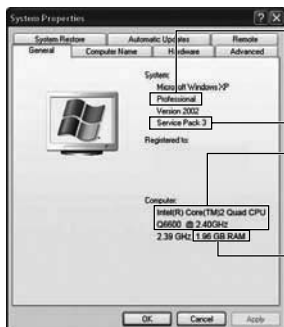 System Properties
System Restore
Automatic Updates
Remote
General
Computer Name
Hardware
Advanced
System:
Microsoft Windows XP
Professional
Version 2002
Service Pack 3
Registered to:
Computer:
Intel(R) Core(TM)2 Quad CPU
Q6600 @ 2.40GHz
2.39 GHz, 1.96 GB RAM
OK
Cancel
Apply